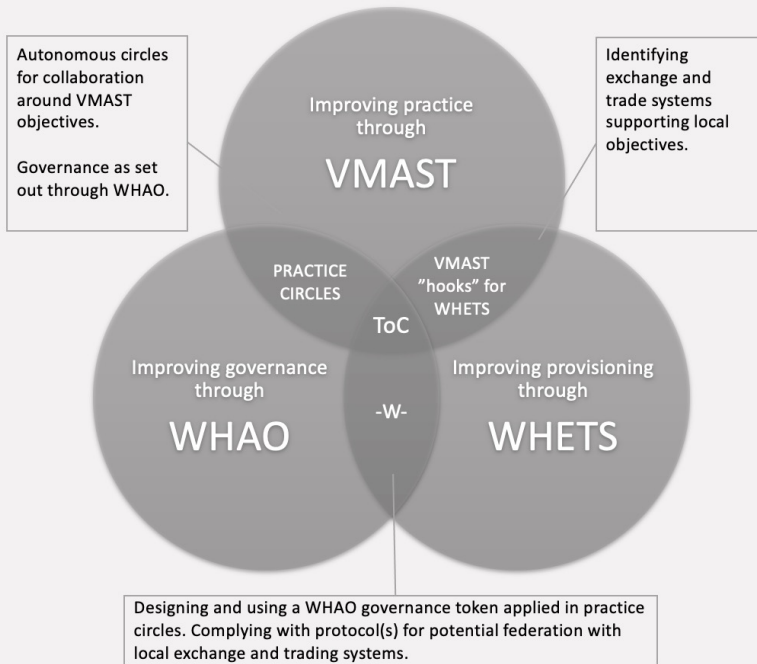 Autonomous circles
for collaboration
around VMAST
objectives.
Governance as set
out through WHAO.
Identifying
exchange and
trade systems
supporting local
objectives.
Improving practice
through
VMAST
PRACTICE
CIRCLES
VMAST
”hooks” for
WHETS
ToC
Improving governance
through
WHAO
-W-
Improving provisioning
through
WHETS
Designing and using a WHAO governance token applied in practice
circles. Complying with protocol(s) for potential federation with
local exchange and trading systems.